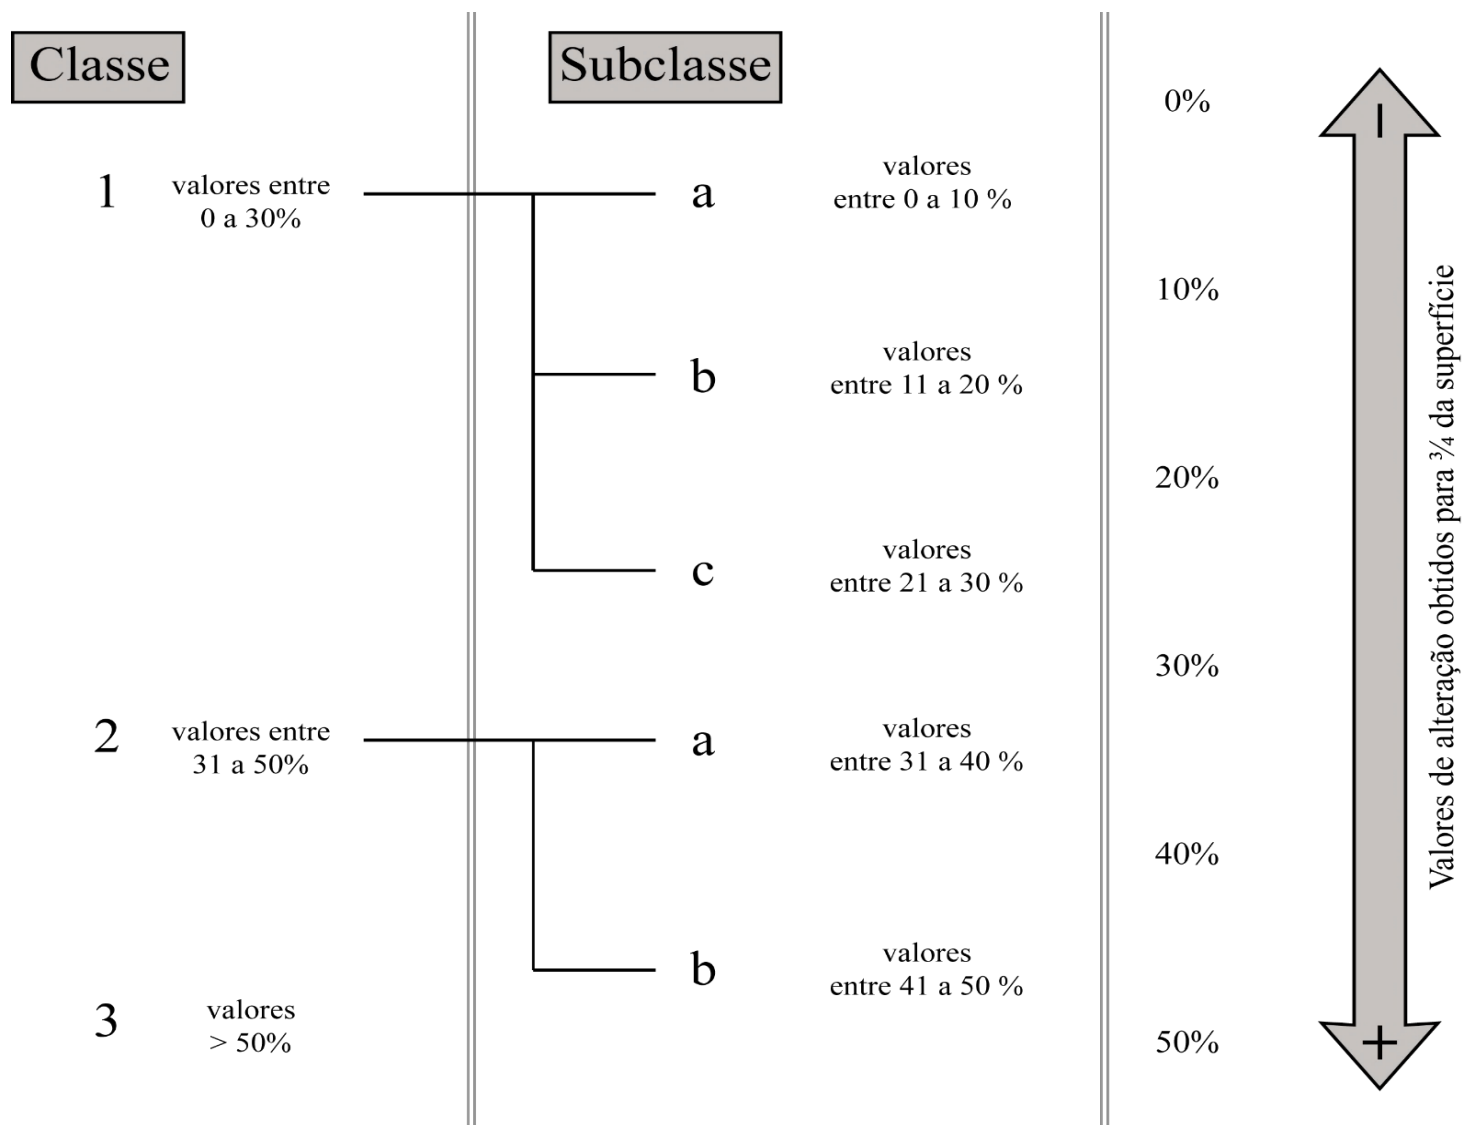 Classe
Subclasse
0%
1
valores entre
0 a 30%
a
valores
entre 0 a 10 %
10%
b
valores
entre 11 a 20 %
20%
c
valores
entre 21 a 30 %
30%
2
valores entre
31 a 50%
a
valores
entre 31 a 40 %
40%
b
valores
entre 41 a 50 %
3
valores
> 50%
50%
+
Valores de alteração obtidos para ¾ da superfície